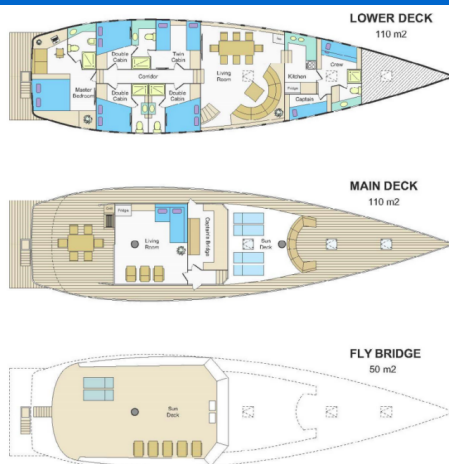 LOWER DECK
110 m2
Double
Cabin
Twin
Cabin
Master
Bedroom
Corridor
Double
Cabin
Double
Cabin
Living
Room
Kitchen
Fridge
Crew
Captain
MAIN DECK
110 m2
Fridge
Living
Room
Captain's Bridge
Sun
Deck
FLY BRIDGE
50 m2
Sun
Deck